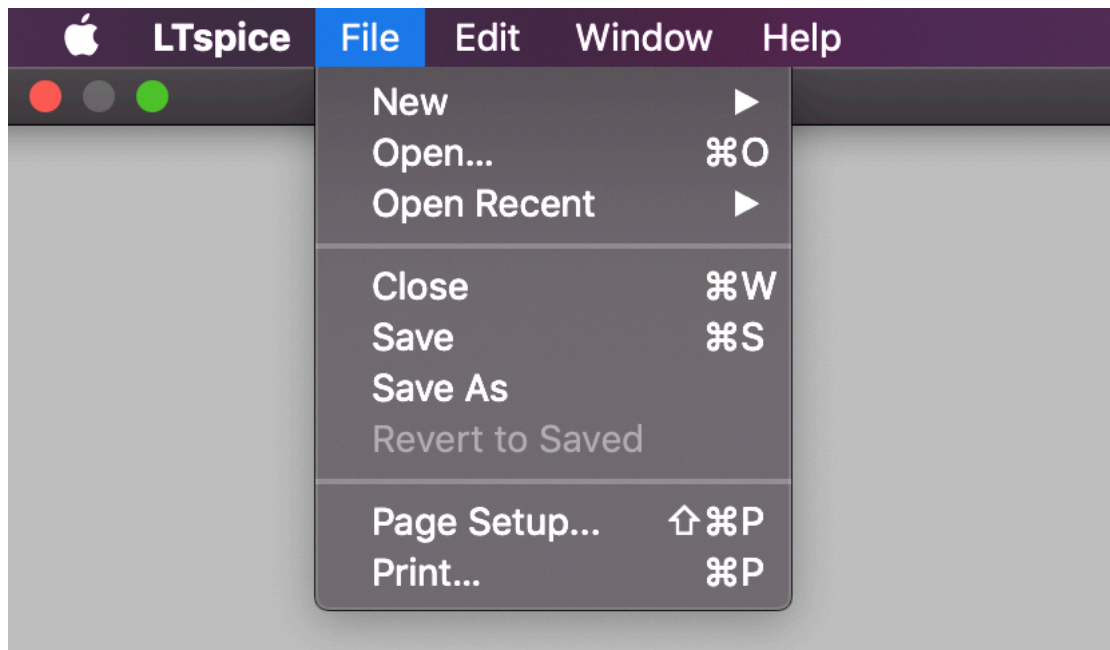 LTspice File Edit Window Help
New ▶
Open... ⌘O
Open Recent ▶
Close ⌘W
Save ⌘S
Save As
Revert to Saved
Page Setup... ⇧⌘P
Print... ⌘P